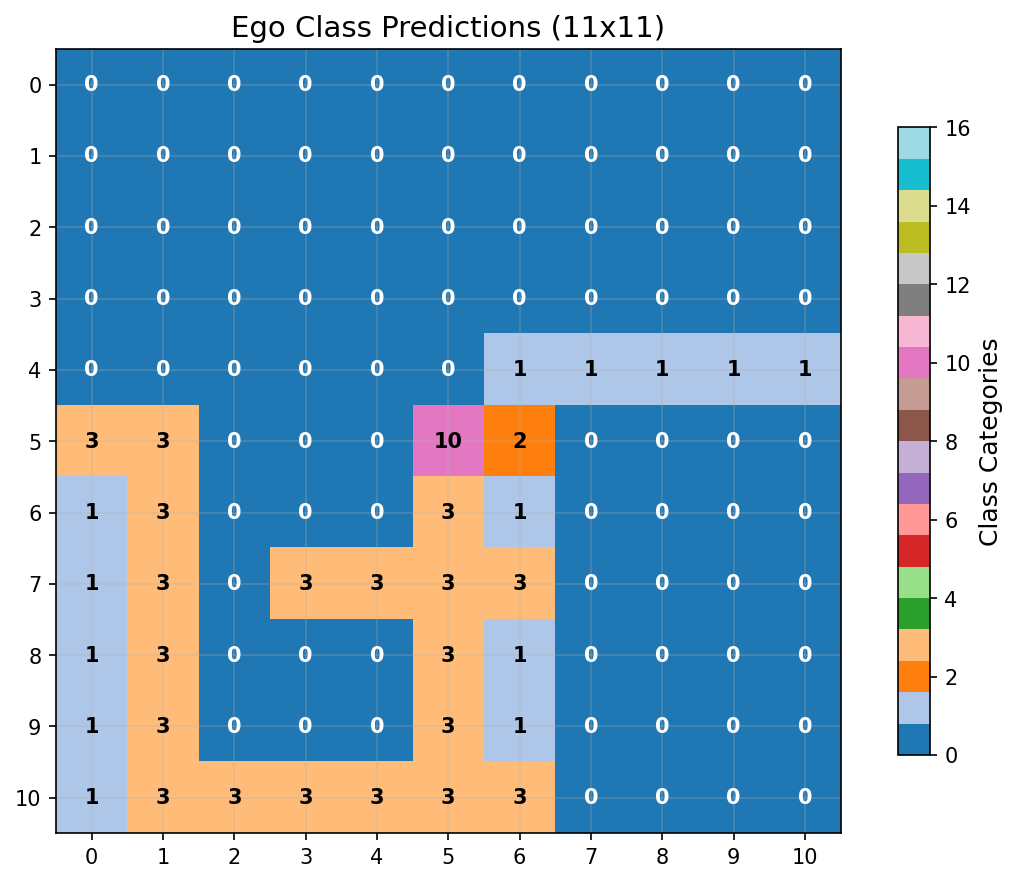 Ego Class Predictions (11x11)
0 0 0 0 0 0 0 0 0 0 0 0
1 0 0 0 0 0 0 0 0 0 0 0
2 0 0 0 0 0 0 0 0 0 0 0
3 0 0 0 0 0 0 0 0 0 0 0
4 0 0 0 0 0 0 1 1 1 1 1
5 3 3 0 0 0 10 2 0 0 0 0
6 1 3 0 0 0 3 1 0 0 0 0
7 1 3 0 3 3 3 3 0 0 0 0
8 1 3 0 0 0 3 1 0 0 0 0
9 1 3 0 0 0 3 1 0 0 0 0
10 1 3 3 3 3 3 3 0 0 0 0
0 1 2 3 4 5 6 7 8 9 10
16
14
12
10
8
6
4
2
0
Class Categories